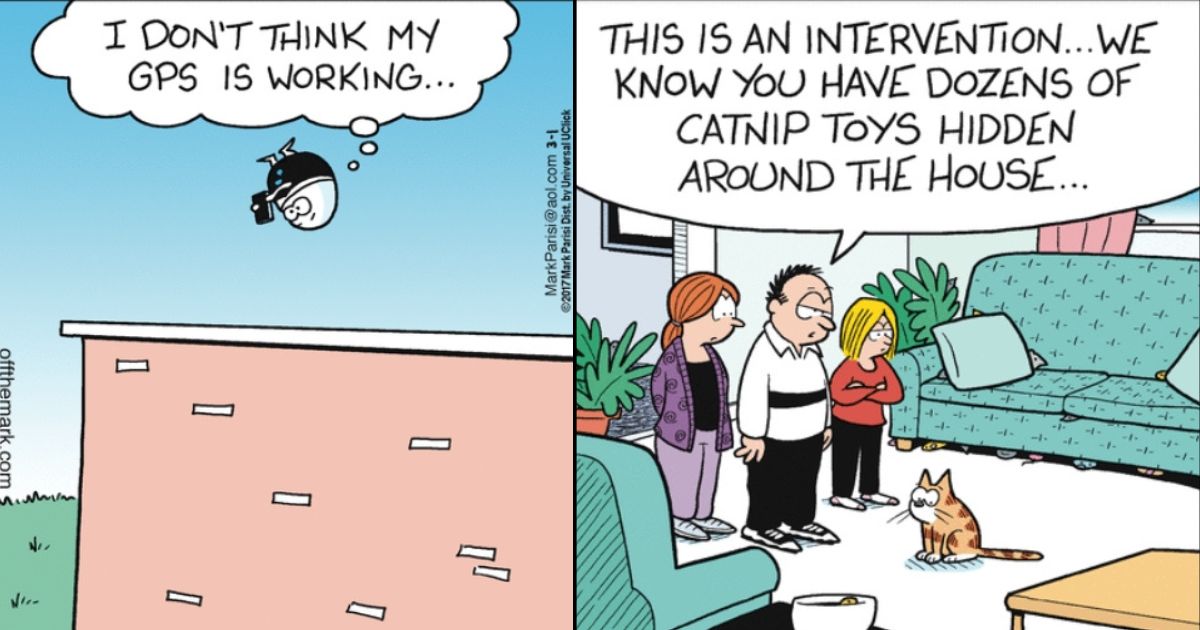 I DON'T THINK MY
GPS IS WORKING...
MarkParisi@aol.com 3-1
©2017 Mark Parisi Dist. by Universal UClick
offthemark.com
THIS IS AN INTERVENTION...WE
KNOW YOU HAVE DOZENS OF
CATNIP TOYS HIDDEN
AROUND THE HOUSE...